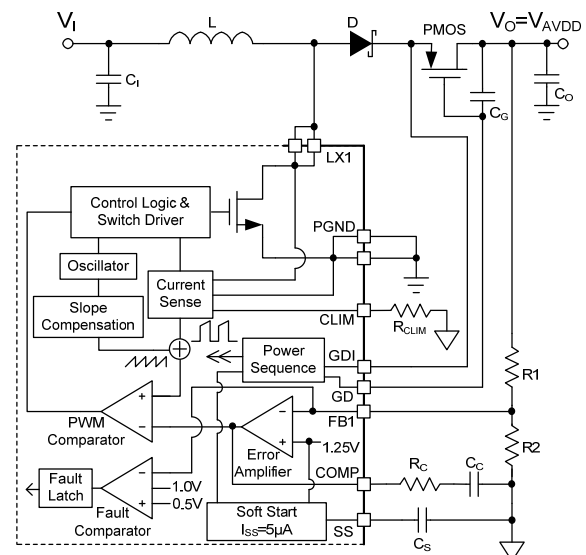 V_I
L
D
PMOS
V_O=V_AVDD
C_I
C_G
C_O
LX1
Control Logic &
Switch Driver
PGND
Oscillator
Current
Sense
Slope
Compensation
CLIM
R_CLIM
+
Power
Sequence
GDI
GD
R1
PWM
Comparator
+
−
FB1
−
+
1.25V
Error
Amplifier
R2
COMP
R_C
C_C
Fault
Latch
−
+
+
1.0V
0.5V
Fault
Comparator
Soft Start
I_SS=5µA
SS
C_S